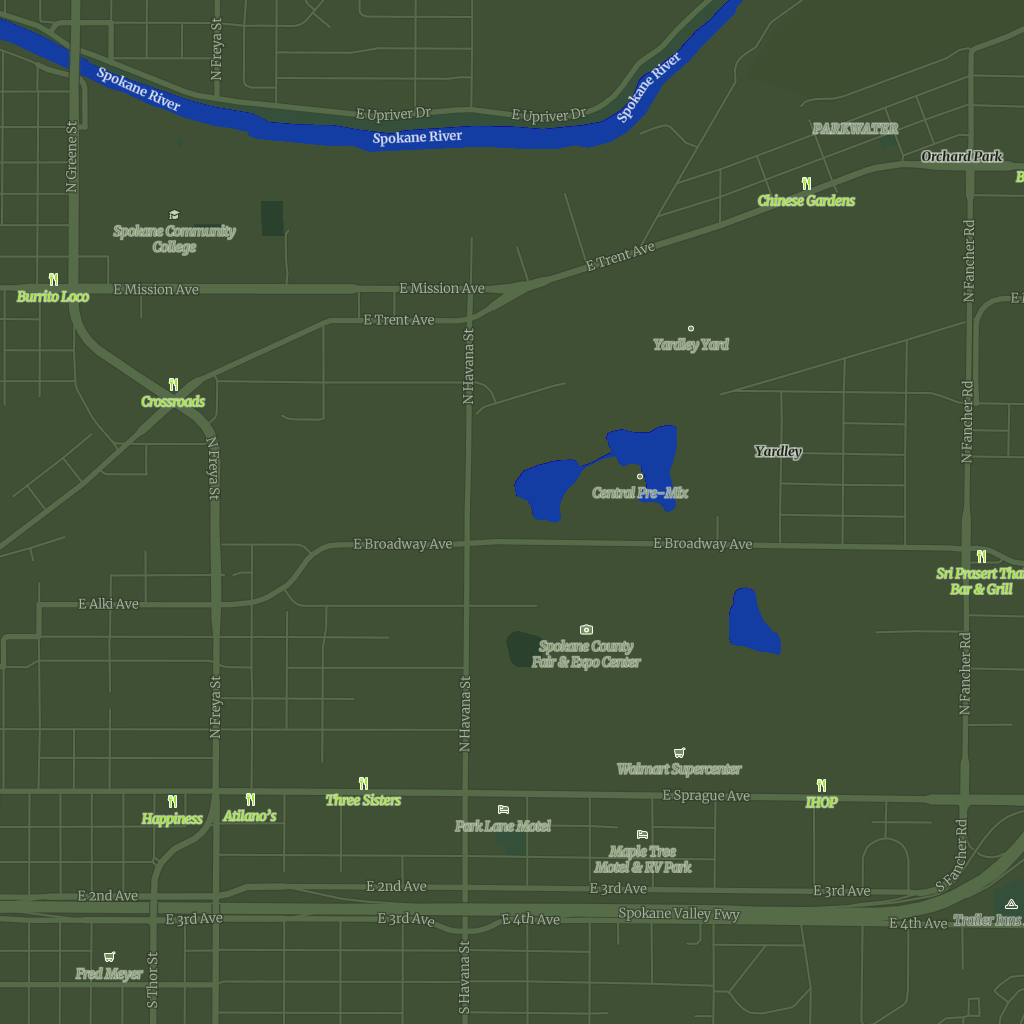 N Freya St
Spokane River
Spokane River
E Upriver Dr
E Upriver Dr
Spokane River
PARKWATER
Orchard Park
N Greene St
B
Chinese Gardens
Spokane Community
College
E Trent Ave
N Fancher Rd
Burrito Loco
E Mission Ave
E Mission Ave
E
E Trent Ave
Yardley Yard
N Havana St
Crossroads
N Fancher Rd
N Freya St
Yardley
Central Pre-Mix
E Broadway Ave
E Broadway Ave
Sri Prasert Thai
Bar & Grill
E Alki Ave
Spokane County
Fair & Expo Center
N Fancher Rd
N Freya St
N Havana St
Walmart Supercenter
E Sprague Ave
Three Sisters
IHOP
Happiness
Atilano's
Park Lane Motel
Maple Tree
Motel & RV Park
S Fancher Rd
E 2nd Ave
E 2nd Ave
E 3rd Ave
E 3rd Ave
E 3rd Ave
E 3rd Ave
E 4th Ave
Spokane Valley Fwy
E 4th Ave
Trailer Inns
Fred Meyer
S Thor St
S Havana St